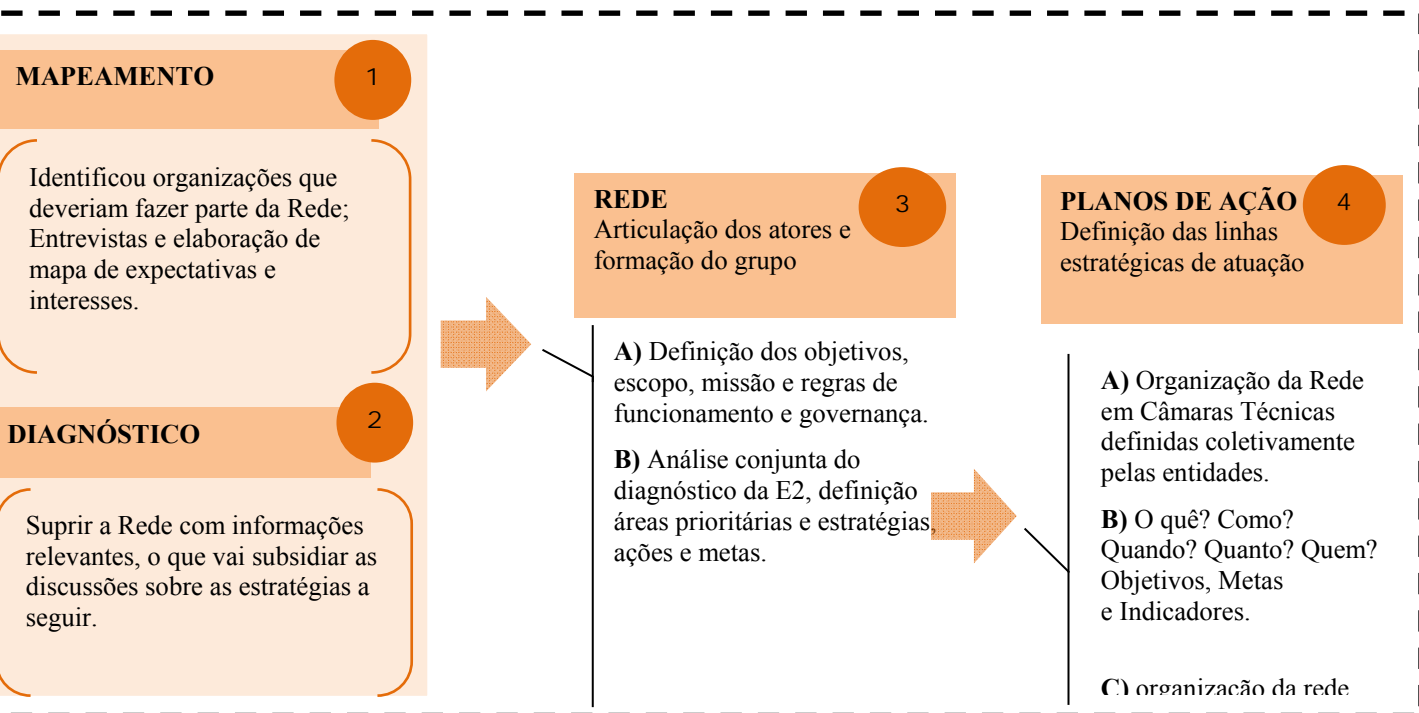 MAPEAMENTO
1
Identificou organizações que
deveriam fazer parte da Rede;
Entrevistas e elaboração de
mapa de expectativas e
interesses.
DIAGNÓSTICO
2
Suprir a Rede com informações
relevantes, o que vai subsidiar as
discussões sobre as estratégias a
seguir.
REDE
3
Articulação dos atores e
formação do grupo
A) Definição dos objetivos,
escopo, missão e regras de
funcionamento e governança.
B) Análise conjunta do
diagnóstico da E2, definição
áreas prioritárias e estratégias,
ações e metas.
PLANOS DE AÇÃO
4
Definição das linhas
estratégicas de atuação
A) Organização da Rede
em Câmaras Técnicas
definidas coletivamente
pelas entidades.
B) O quê? Como?
Quando? Quanto? Quem?
Objetivos, Metas
e Indicadores.
C) organização da rede